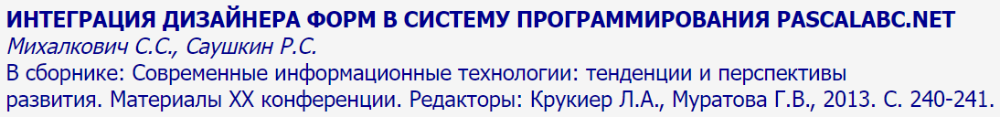 ИНТЕГРАЦИЯ ДИЗАЙНЕРА ФОРМ В СИСТЕМУ ПРОГРАММИРОВАНИЯ PASCALABC.NET
Михалкович С.С., Саушкин Р.С.
В сборнике: Современные информационные технологии: тенденции и перспективы
развития. Материалы XX конференции. Редакторы: Крукиер Л.А., Муратова Г.В., 2013. С. 240-241.